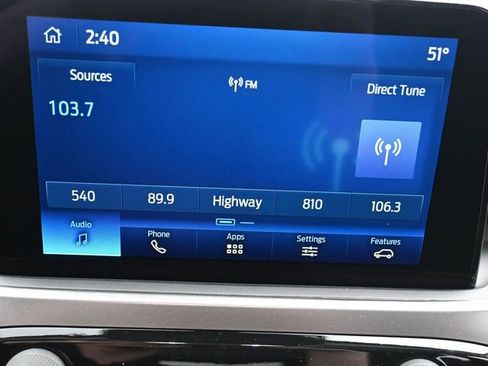 2:40 51°
Sources FM Direct Tune
103.7
540 89.9 Highway 810 106.3
Audio Phone Apps Settings Features